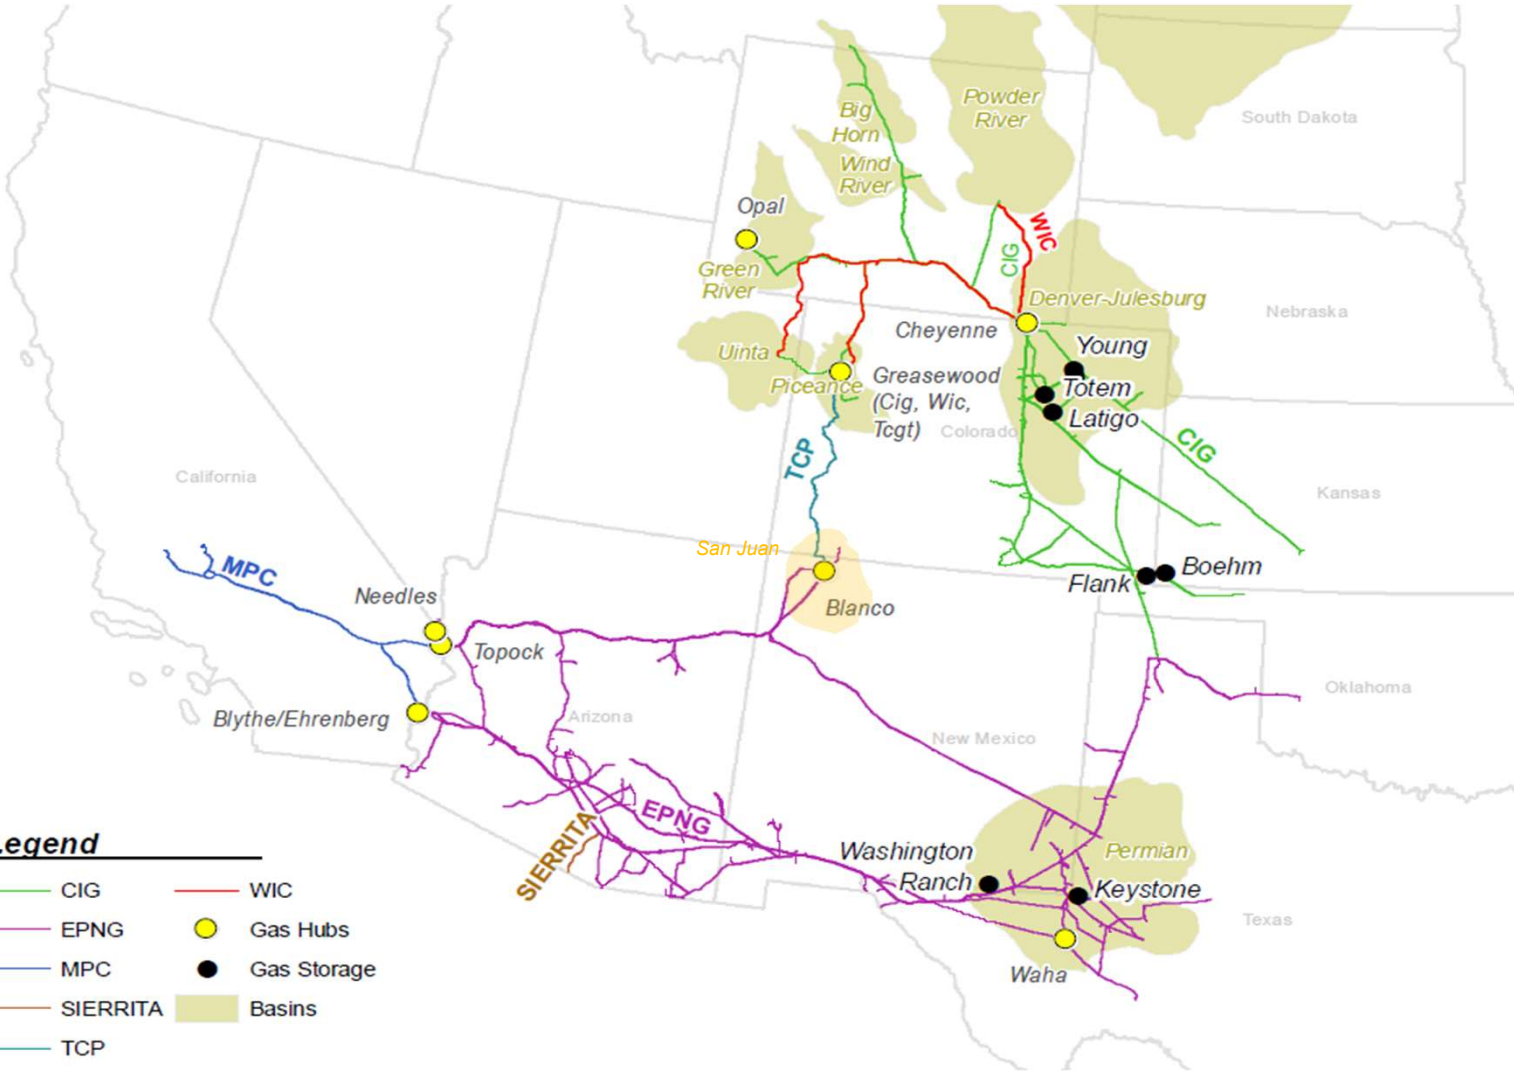 Big
Horn
Powder
River
South Dakota
Wind
River
Opal
WIC
CIG
Green
River
Denver-Julesburg
Nebraska
Cheyenne
Young
Uinta
Piceance
Greasewood
(Cig, Wic,
Tcgt)
Totem
Latigo
Colorado
CIG
TCP
California
Kansas
San Juan
MPC
Needles
Blanco
Flank
Boehm
Topock
Blythe/Ehrenberg
Arizona
New Mexico
Oklahoma
EPNG
SIERRITA
Washington
Ranch
Permian
Keystone
Texas
Waha
egend
CIG
WIC
EPNG
Gas Hubs
MPC
Gas Storage
SIERRITA
Basins
TCP